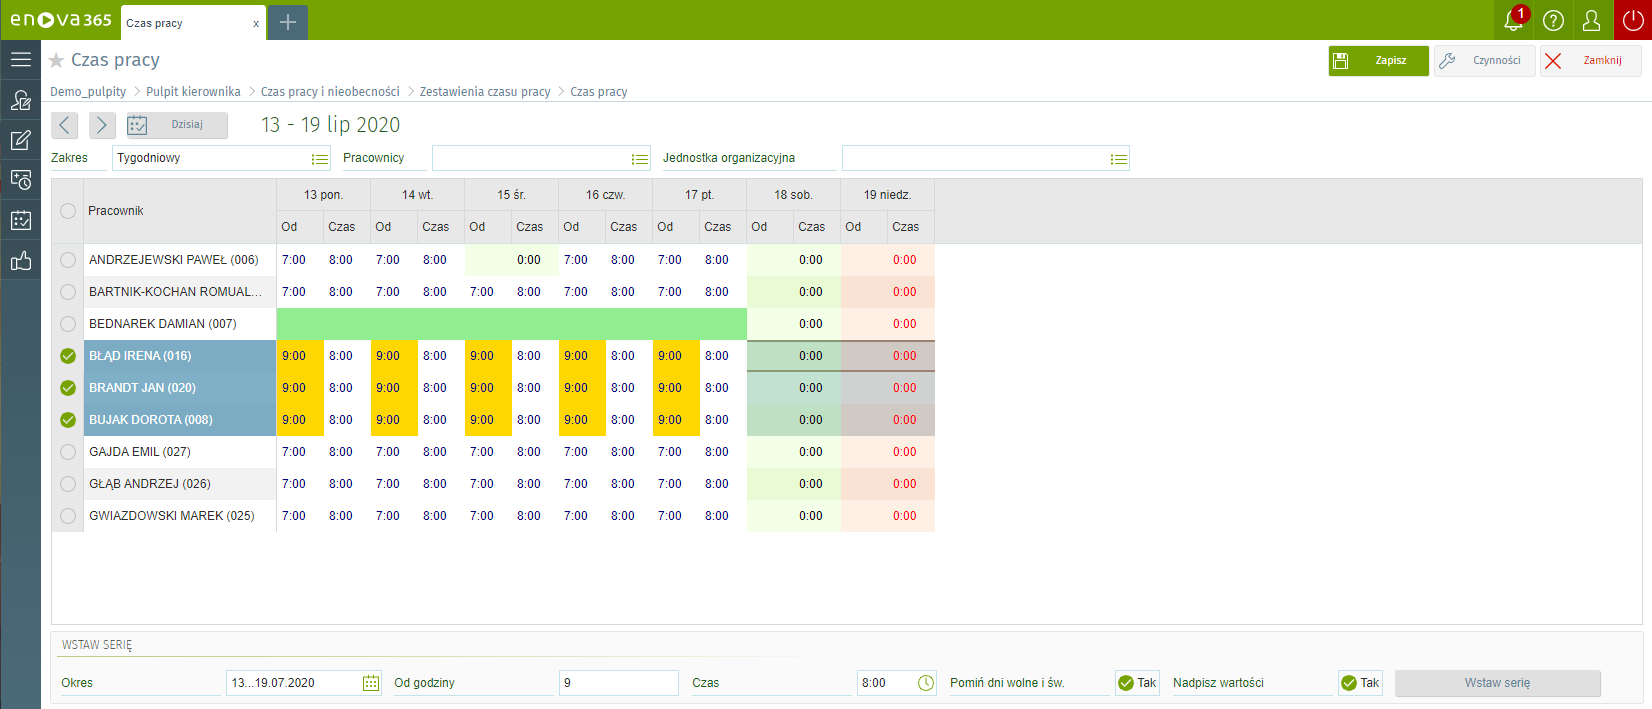 enova365 Czas pracy x 1
Czas pracy Zapisz Czynności Zamknij
Demo_pulpity > Pulpit kierownika > Czas pracy i nieobecności > Zestawienia czasu pracy > Czas pracy
Dzisiaj 13 - 19 lip 2020
Zakres Tygodniowy Pracownicy Jednostka organizacyjna
Pracownik 13 pon. 14 wt. 15 śr. 16 czw. 17 pt. 18 sob. 19 niedz.
Od Czas Od Czas Od Czas Od Czas Od Czas Od Czas Od Czas
ANDRZEJEWSKI PAWEŁ (006) 7:00 8:00 7:00 8:00 0:00 7:00 8:00 7:00 8:00 0:00 0:00
BARTNIK-KOCHAN ROMUAL... 7:00 8:00 7:00 8:00 7:00 8:00 7:00 8:00 7:00 8:00 0:00 0:00
BEDNAREK DAMIAN (007) 0:00 0:00
BŁĄD IRENA (016) 9:00 8:00 9:00 8:00 9:00 8:00 9:00 8:00 9:00 8:00 0:00 0:00
BRANDT JAN (020) 9:00 8:00 9:00 8:00 9:00 8:00 9:00 8:00 9:00 8:00 0:00 0:00
BUJAK DOROTA (008) 9:00 8:00 9:00 8:00 9:00 8:00 9:00 8:00 9:00 8:00 0:00 0:00
GAJDA EMIL (027) 7:00 8:00 7:00 8:00 7:00 8:00 7:00 8:00 7:00 8:00 0:00 0:00
GŁĄB ANDRZEJ (026) 7:00 8:00 7:00 8:00 7:00 8:00 7:00 8:00 7:00 8:00 0:00 0:00
GWIAZDOWSKI MAREK (025) 7:00 8:00 7:00 8:00 7:00 8:00 7:00 8:00 7:00 8:00 0:00 0:00
WSTAW SERIĘ
Okres 13...19.07.2020 Od godziny 9 Czas 8:00 Pomiń dni wolne i św. Tak Nadpisz wartości Tak Wstaw serię